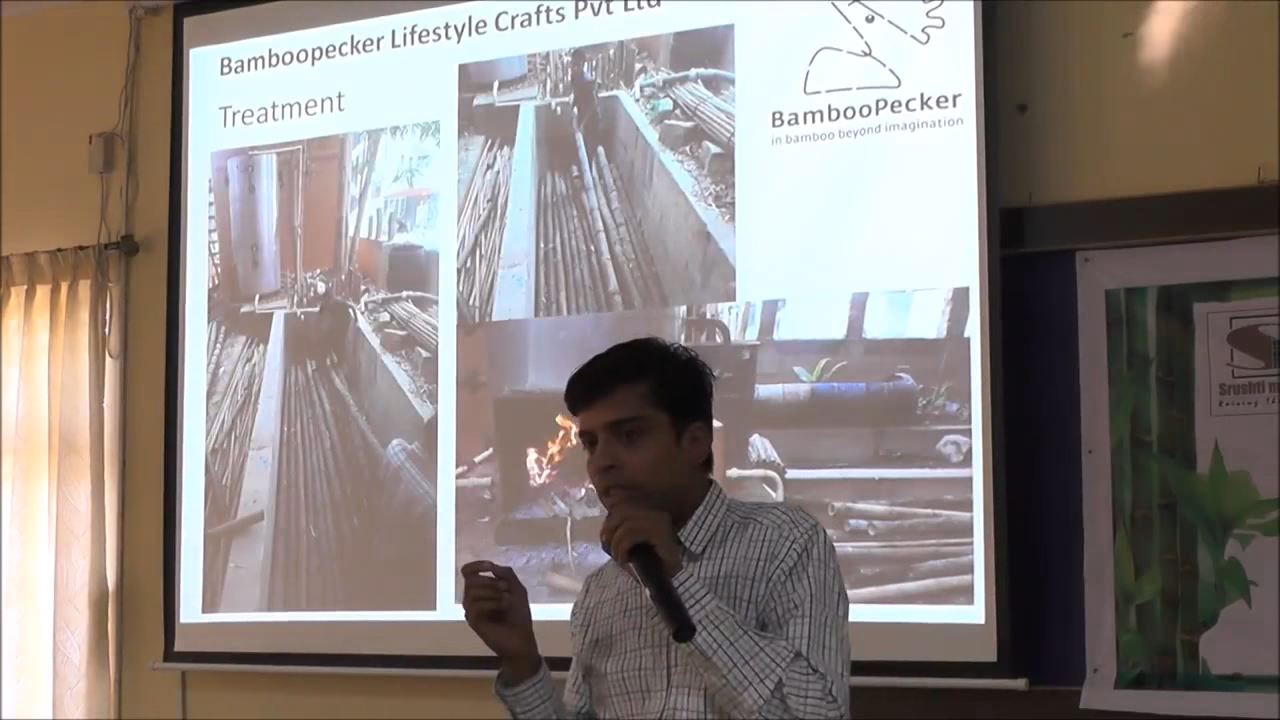 Bamboopecker Lifestyle Crafts Pvt Ltd
Treatment
BambooPecker
in bamboo beyond imagination
Srushti